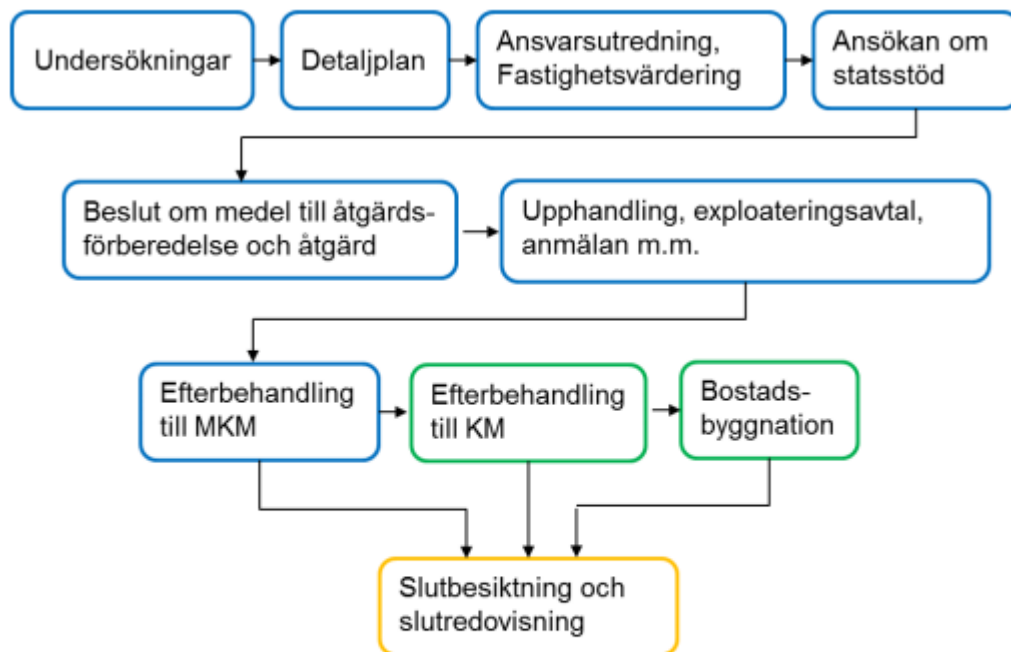 Undersökningar
Detaljplan
Ansvarsutredning,
Fastighetsvärdering
Ansökan om
statsstöd
Beslut om medel till åtgärds-
förberedelse och åtgärd
Upphandling, exploateringsavtal,
anmälan m.m.
Efterbehandling
till MKM
Efterbehandling
till KM
Bostads-
byggnation
Slutbesiktning och
slutredovisning